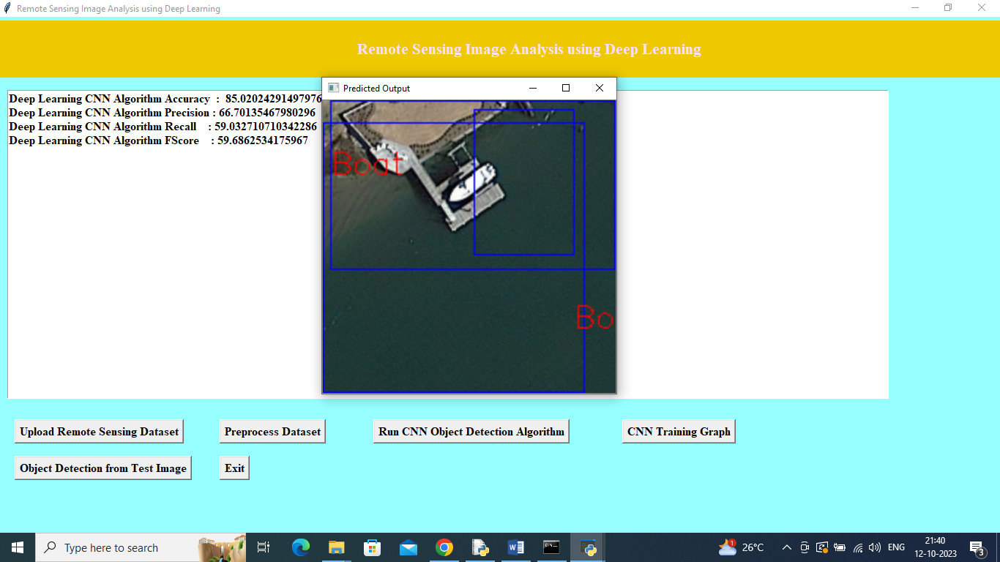 Remote Sensing Image Analysis using Deep Learning
Remote Sensing Image Analysis using Deep Learning
Deep Learning CNN Algorithm Accuracy : 85.02024291497976
Deep Learning CNN Algorithm Precision : 66.70135467980296
Deep Learning CNN Algorithm Recall : 59.032710710342286
Deep Learning CNN Algorithm FScore : 59.6862534175967
Predicted Output
Boat
Bo
Upload Remote Sensing Dataset
Preprocess Dataset
Run CNN Object Detection Algorithm
CNN Training Graph
Object Detection from Test Image
Exit
Type here to search
1
26°C
ENG
21:40
12-10-2023
3